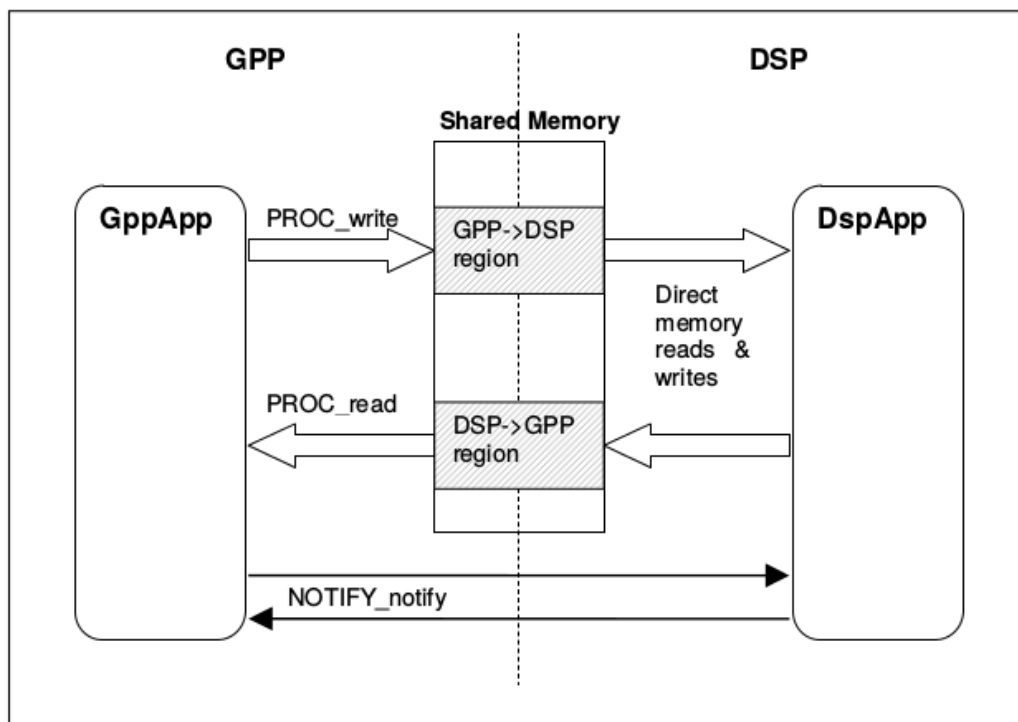 GPP
DSP
Shared Memory
GppApp
PROC_write
GPP->DSP
region
DspApp
Direct
memory
reads &
writes
PROC_read
DSP->GPP
region
NOTIFY_notify